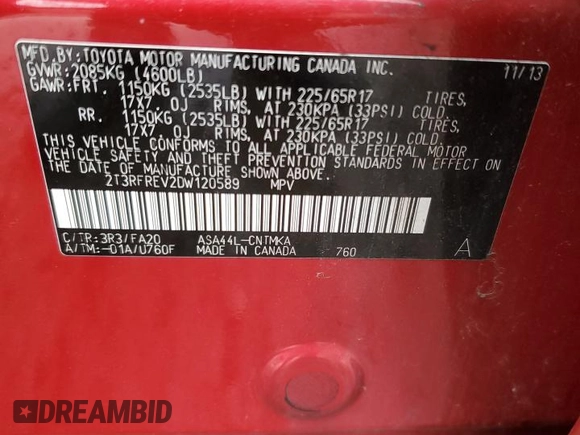 MFD.BY:TOYOTA MOTOR MANUFACTURING CANADA INC.
GVWR:2085KG (4600LB) 11/13
GAWR:FRT. 1150KG (2535LB) WITH 225/65R17 TIRES,
17X7.0J RIMS, AT 230KPA (33PSI) COLD.
RR. 1150KG (2535LB) WITH 225/65R17 TIRES,
17X7.0J RIMS, AT 230KPA (33PSI) COLD.
THIS VEHICLE CONFORMS TO ALL APPLICABLE FEDERAL MOTOR
VEHICLE SAFETY AND THEFT PREVENTION STANDARDS IN EFFECT ON
THE DATE OF MANUFACTURE SHOWN ABOVE.
2T3RFREV2DW120589 MPV
C/TR:3R3/FA20 ASA44L-CNTMKA
A/TM:-01A/U760F MADE IN CANADA 760 A
DREAMBID